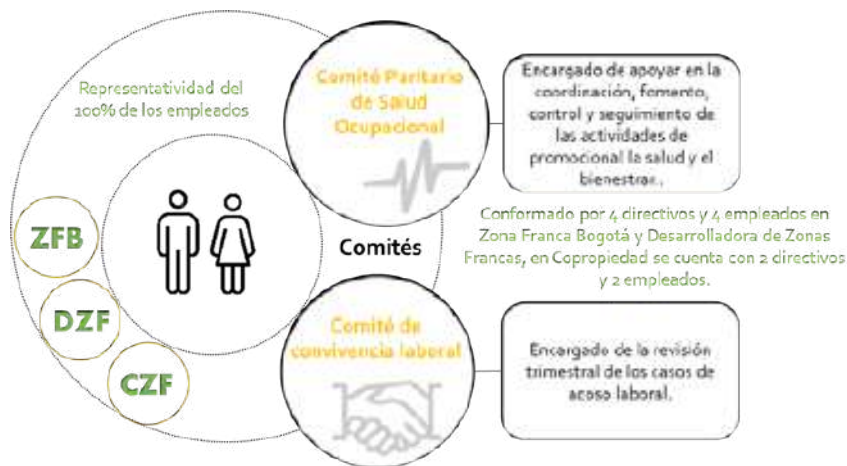 Representatividad del
100% de los empleados
ZFB
DZF
CZF
Comités
Comité Paritario
de Salud
Ocupacional
Encargado de apoyar en la
coordinación, fomento,
control y seguimiento de
las actividades de
promocional la salud y el
bienestrar.
Conformado por 4 directivos y 4 empleados en
Zona Franca Bogotá y Desarrolladora de Zonas
Francas, en Copropiedad se cuenta con 2 directivos
y 2 empleados.
Comité de
convivencia laboral
Encargado de la revisión
trimestral de los casos de
acoso laboral.